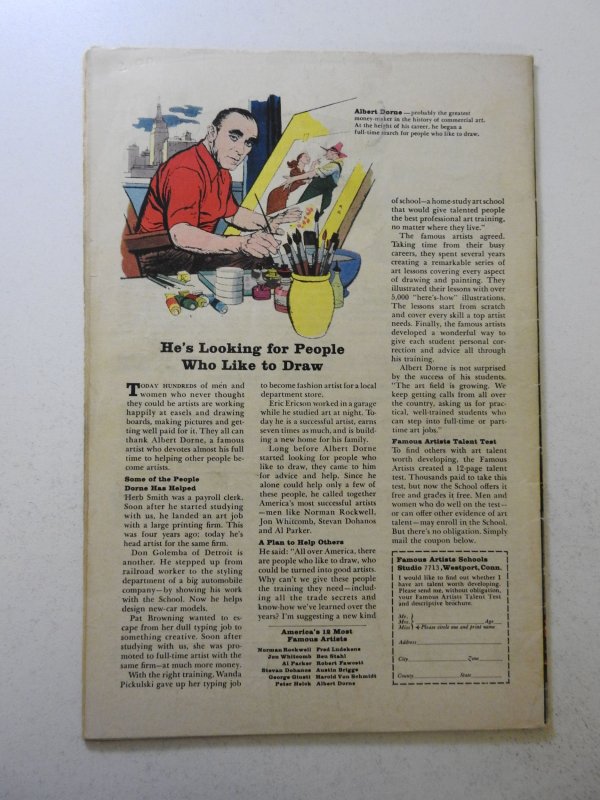 Albert Dorne—probably the greatest
money-maker in the history of commercial art.
At the height of his career, he began a
full-time search for people who like to draw.
He's Looking for People
Who Like to Draw
TODAY HUNDREDS of men and
women who never thought
they could be artists are working
happily at easels and drawing
boards, making pictures and get-
ting well paid for it. They all can
thank Albert Dorne, a famous
artist who devotes almost his full
time to helping other people be-
come artists.
Some of the People
Dorne Has Helped
Herb Smith was a payroll clerk.
Soon after he started studying
with us, he landed an art job
with a large printing firm. This
was four years ago; today he's
head artist for the same firm.
Don Golemba of Detroit is
another. He stepped up from
railroad worker to the styling
department of a big automobile
company—by showing his work
with the School. Now he helps
design new-car models.
Pat Browning wanted to es-
cape from her dull typing job to
something creative. Soon after
studying with us, she was pro-
moted to full-time artist with the
same firm—at much more money.
With the right training, Wanda
Pickulski gave up her typing job
to become fashion artist for a local
department store.
Eric Ericson worked in a garage
while he studied art at night. To-
day he is a successful artist, earns
seven times as much, and is build-
ing a new home for his family.
Long before Albert Dorne
started looking for people who
like to draw, they came to him
for advice and help. Since he
alone could help only a few of
these people, he called together
America's most successful artists
—men like Norman Rockwell,
Jon Whitcomb, Stevan Dohanos
and Al Parker.
A Plan to Help Others
He said: "All over America, there
are people who like to draw, who
could be turned into good artists.
Why can't we give these people
the training they need—includ-
ing all the trade secrets and
know-how we've learned over the
years? I'm suggesting a new kind
America's 12 Most
Famous Artists
Norman Rockwell Fred Ludekens
Jon Whitcomb Ben Stahl
Al Parker Robert Fawcett
Stevan Dohanos Austin Briggs
George Giusti Harold Von Schmidt
Peter Helck Albert Dorne
of school—a home-study art school
that would give talented people
the best professional art training,
no matter where they live."
The famous artists agreed.
Taking time from their busy
careers, they spent several years
creating a remarkable series of
art lessons covering every aspect
of drawing and painting. They
illustrated their lessons with over
5,000 "here's-how" illustrations.
The lessons start from scratch
and cover every skill a top artist
needs. Finally, the famous artists
developed a wonderful way to
give each student personal cor-
rection and advice all through
his training.
Albert Dorne is not surprised
by the success of his students.
"The art field is growing. We
keep getting calls from all over
the country, asking us for prac-
tical, well-trained students who
can step into full-time or part-
time art jobs."
Famous Artists Talent Test
To find others with art talent
worth developing, the Famous
Artists created a 12-page talent
test. Thousands paid to take this
test, but now the School offers it
free and grades it free. Men and
women who do well on the test—
or can offer other evidence of art
talent—may enroll in the School.
But there's no obligation. Simply
mail the coupon below.
Famous Artists Schools
Studio 7713, Westport, Conn.
I would like to find out whether I
have art talent worth developing.
Please send me, without obligation,
your Famous Artists Talent Test
and descriptive brochure.
Mr.
Mrs. Age
Miss Please circle one and print name
Address
City Zone
County State